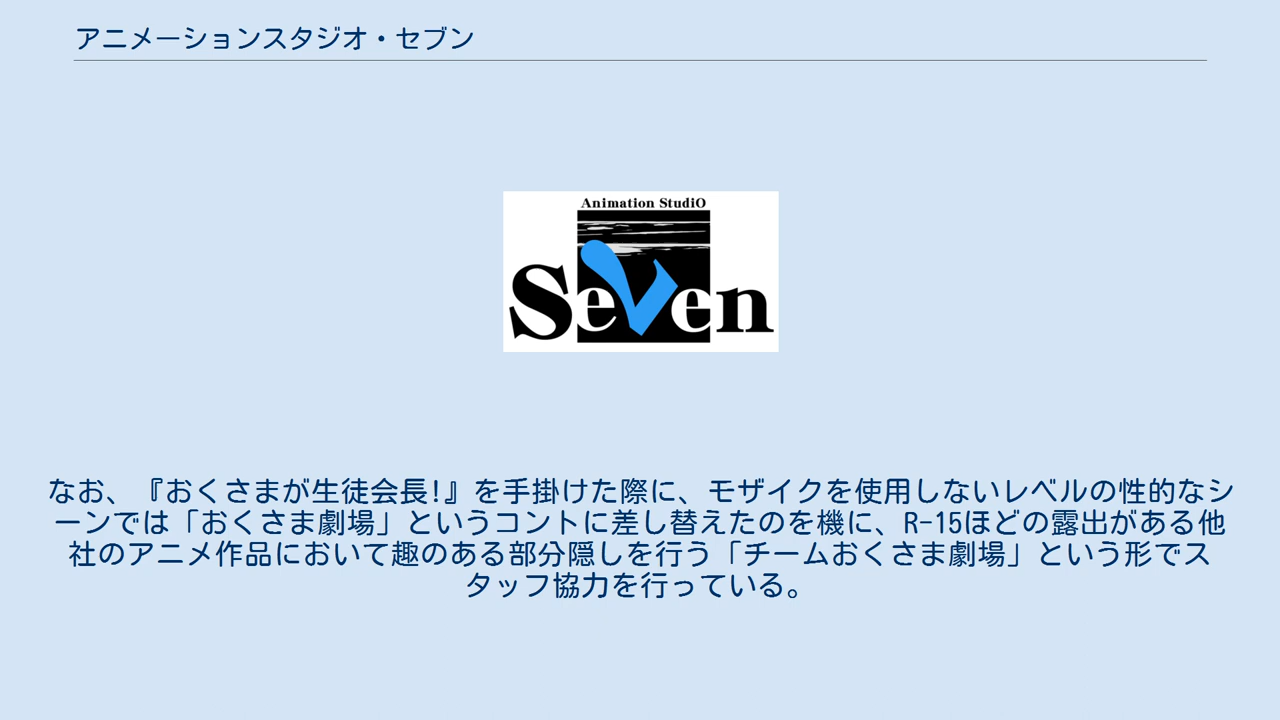 アニメーションスタジオ・セブン
Animation StudiO
Seven
なお、『おくさまが生徒会長!』を手掛けた際に、モザイクを使用しないレベルの性的なシ
ーンでは「おくさま劇場」というコントに差し替えたのを機に、R-15ほどの露出がある他
社のアニメ作品において趣のある部分隠しを行う「チームおくさま劇場」という形でス
タッフ協力を行っている。